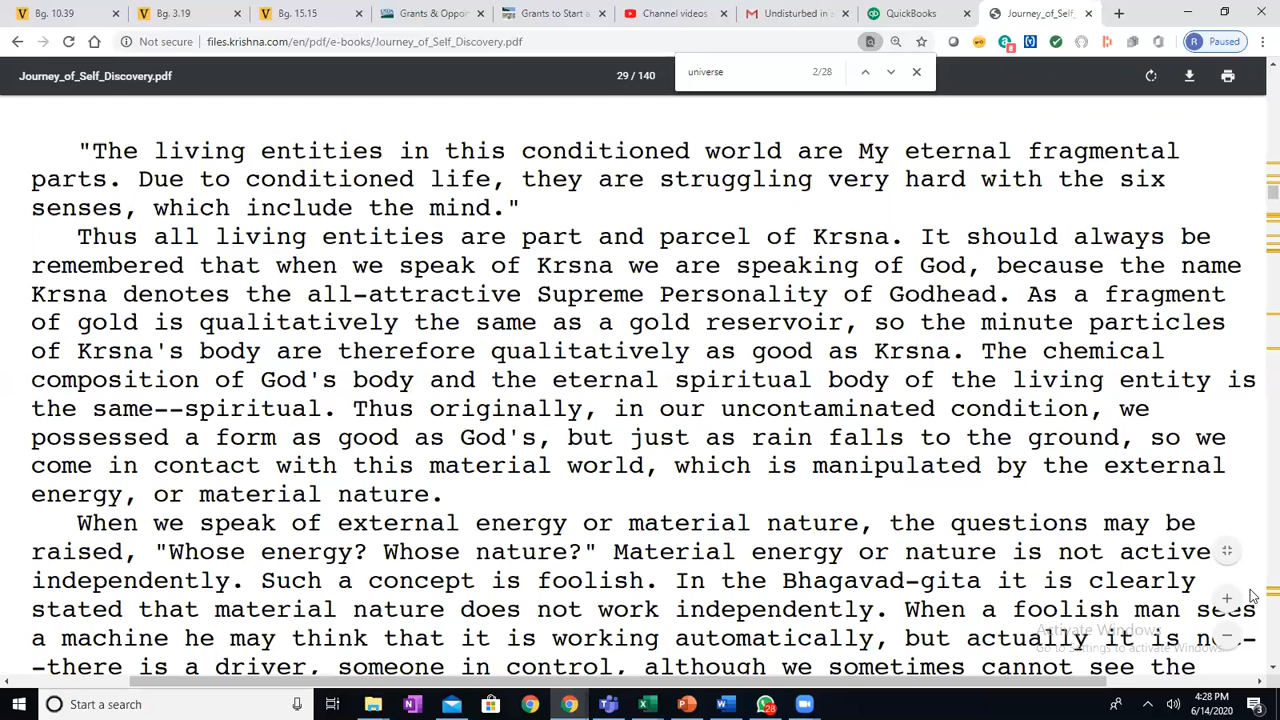 Bg. 10.39
Bg. 3.19
Bg. 15.15
Grants & Oppoi
Grants to Start a
Channel videos
Undisturbed in e
QuickBooks
Journey_of_Self_
Not secure
files.krishna.com/en/pdf/e-books/Journey_of_Self_Discovery.pdf
8
R
Paused
universe
2/28
Journey_of_Self_Discovery.pdf
29 / 140
"The living entities in this conditioned world are My eternal fragmental
parts. Due to conditioned life, they are struggling very hard with the six
senses, which include the mind."
Thus all living entities are part and parcel of Krsna. It should always be
remembered that when we speak of Krsna we are speaking of God, because the name
Krsna denotes the all-attractive Supreme Personality of Godhead. As a fragment
of gold is qualitatively the same as a gold reservoir, so the minute particles
of Krsna's body are therefore qualitatively as good as Krsna. The chemical
composition of God's body and the eternal spiritual body of the living entity is
the same--spiritual. Thus originally, in our uncontaminated condition, we
possessed a form as good as God's, but just as rain falls to the ground, so we
come in contact with this material world, which is manipulated by the external
energy, or material nature.
When we speak of external energy or material nature, the questions may be
raised, "Whose energy? Whose nature?" Material energy or nature is not active
independently. Such a concept is foolish. In the Bhagavad-gita it is clearly
stated that material nature does not work independently. When a foolish man sees
a machine he may think that it is working automatically, but actually it is
-there is a driver, someone in control, although we sometimes cannot see the
Activate Windows
Go to Settings to activate Windows.
Start a search
28
4:28 PM
6/14/2020
3